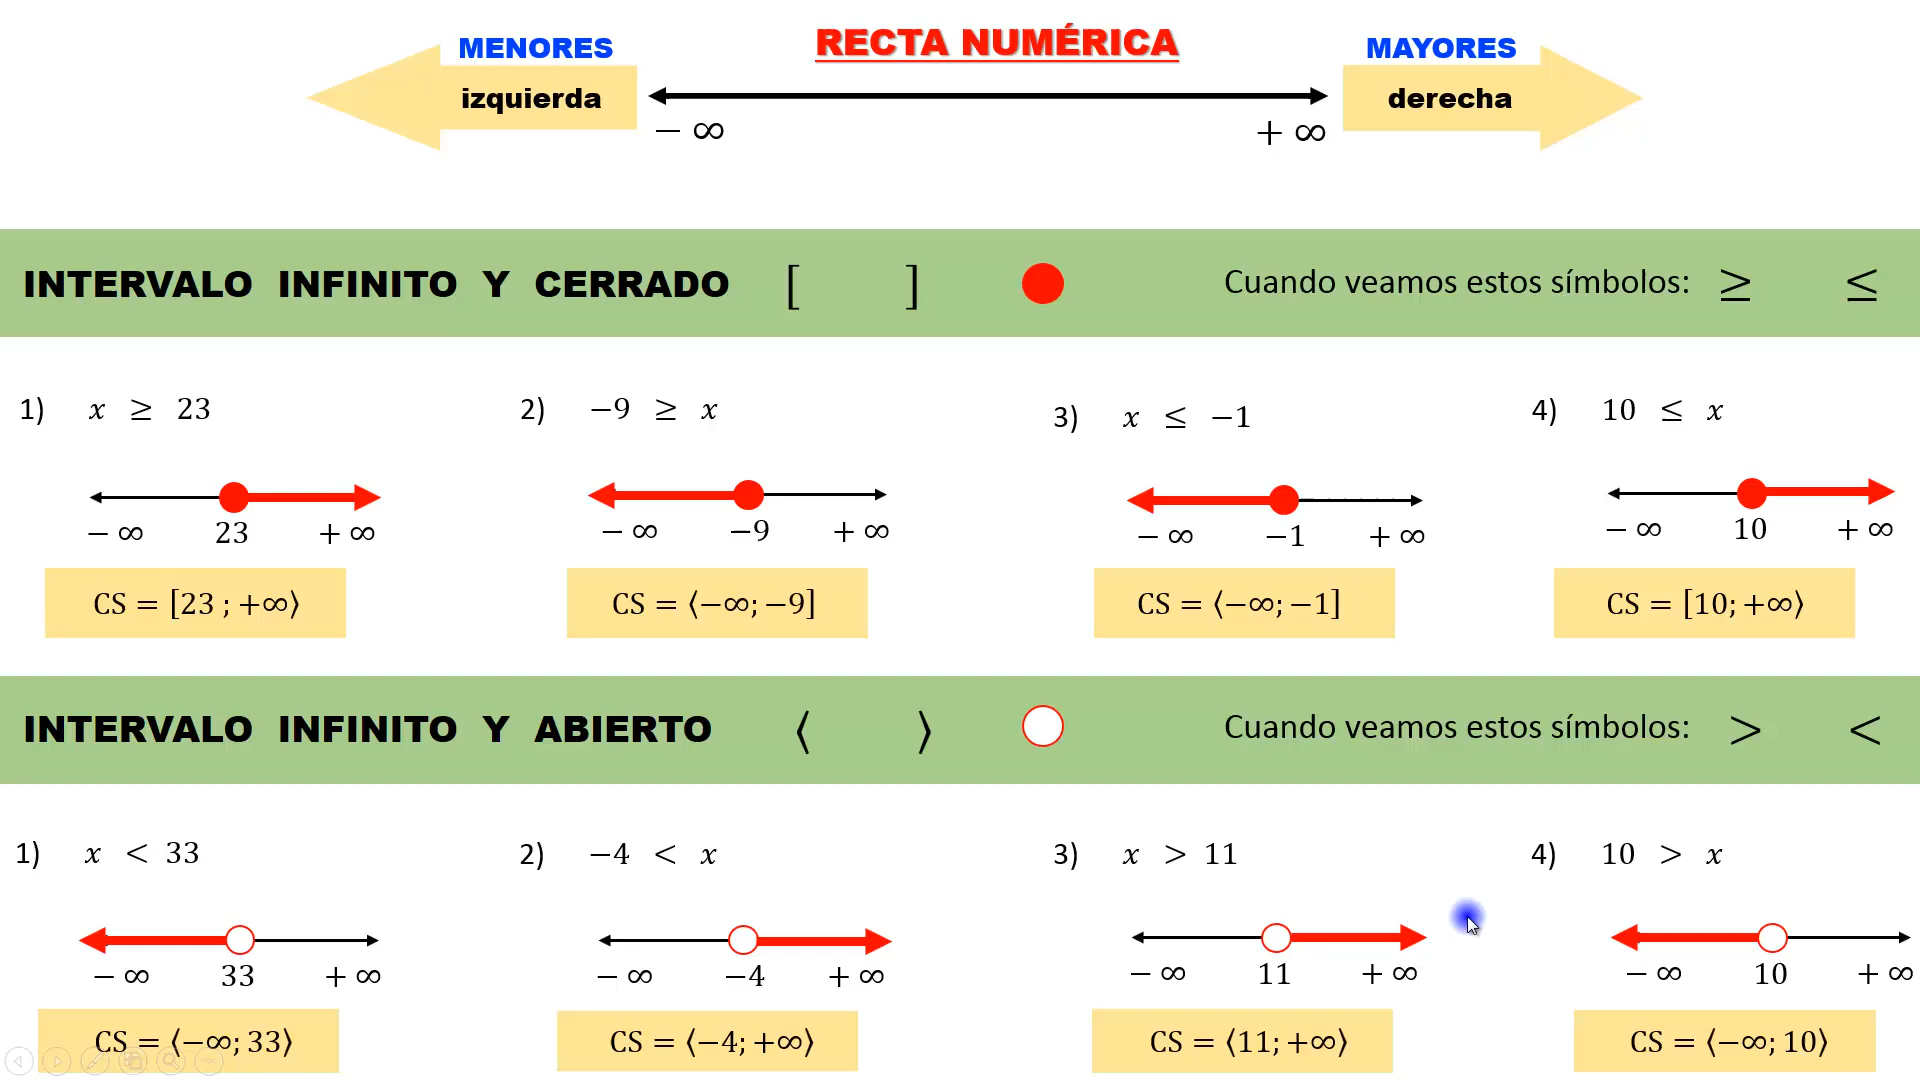 RECTA NUMÉRICA
MENORES
MAYORES
izquierda
derecha
− ∞
+ ∞
INTERVALO INFINITO Y CERRADO [ ] Cuando veamos estos símbolos: ≥ ≤
1) x ≥ 23
2) −9 ≥ x
3) x ≤ −1
4) 10 ≤ x
− ∞ 23 + ∞
− ∞ −9 + ∞
− ∞ −1 + ∞
− ∞ 10 + ∞
CS = [23 ; +∞⟩
CS = ⟨−∞; −9]
CS = ⟨−∞; −1]
CS = [10; +∞⟩
INTERVALO INFINITO Y ABIERTO ⟨ ⟩ Cuando veamos estos símbolos: > <
1) x < 33
2) −4 < x
3) x > 11
4) 10 > x
− ∞ 33 + ∞
− ∞ −4 + ∞
− ∞ 11 + ∞
− ∞ 10 + ∞
CS = ⟨−∞; 33⟩
CS = ⟨−4; +∞⟩
CS = ⟨11; +∞⟩
CS = ⟨−∞; 10⟩